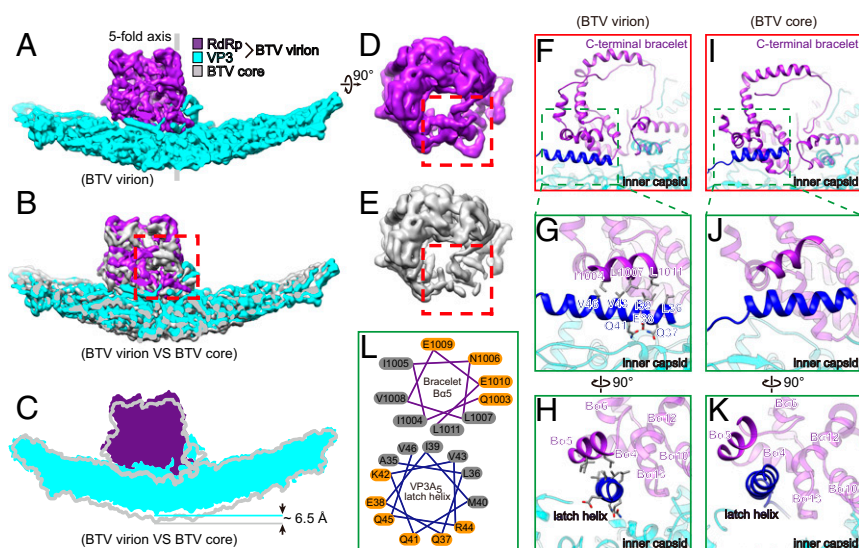 A
5-fold axis
RdRp
VP3
BTV virion
BTV core
(BTV virion)
B
(BTV virion VS BTV core)
C
~ 6.5 Å
(BTV virion VS BTV core)
90°
D
E
L
E1009
N1006
I1005
Bracelet
Bα5
E1010
Q1003
V1008
I1004
L1007
L1011
V46
I39
V43
A35
L36
K42
VP3A5
latch helix
E38
M40
Q45
R44
Q41
Q37
(BTV virion)
F
C-terminal bracelet
inner capsid
G
I1004
L1007
L1011
V46
V43
I39
L36
E38
Q41
Q37
inner capsid
90°
H
Bα6
Bα12
Bα5
Bα4
Bα10
Bα13
latch helix
inner capsid
(BTV core)
I
C-terminal bracelet
inner capsid
J
inner capsid
90°
K
Bα6
Bα12
Bα5
Bα4
Bα10
Bα13
latch helix
inner capsid